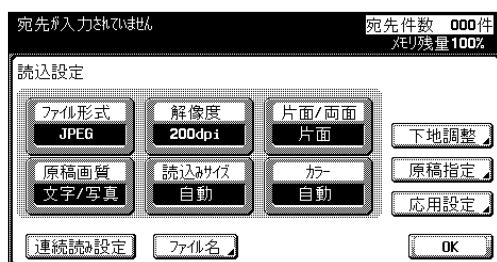 宛先が入力されていません 宛先件数 000件
メモリ残量100%
読込設定
ファイル形式 解像度 片面/両面
JPEG 200dpi 片面 下地調整
原稿画質 読込みサイズ カラー 原稿指定
文字/写真 自動 自動 応用設定
連続読み設定 ファイル名 OK